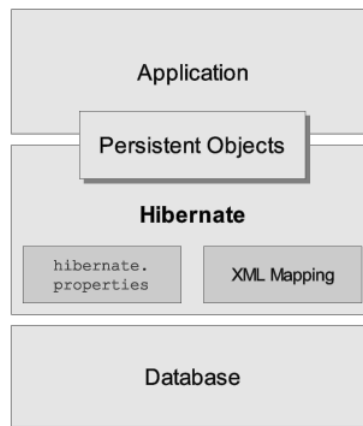 Application
Persistent Objects
Hibernate
hibernate.
properties
XML Mapping
Database